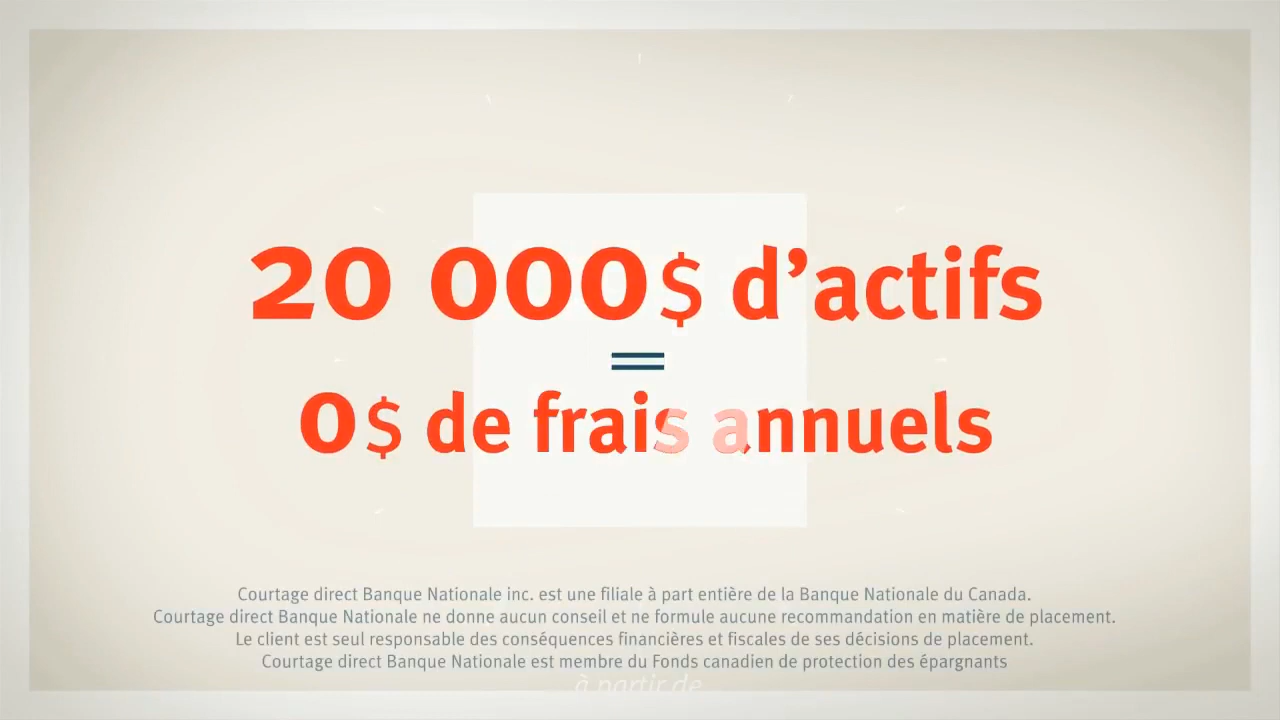 20 000$ d'actifs
=
0$ de frais annuels
Courtage direct Banque Nationale inc. est une filiale à part entière de la Banque Nationale du Canada.
Courtage direct Banque Nationale ne donne aucun conseil et ne formule aucune recommandation en matière de placement.
Le client est seul responsable des conséquences financières et fiscales de ses décisions de placement.
Courtage direct Banque Nationale est membre du Fonds canadien de protection des épargnants
à partir de